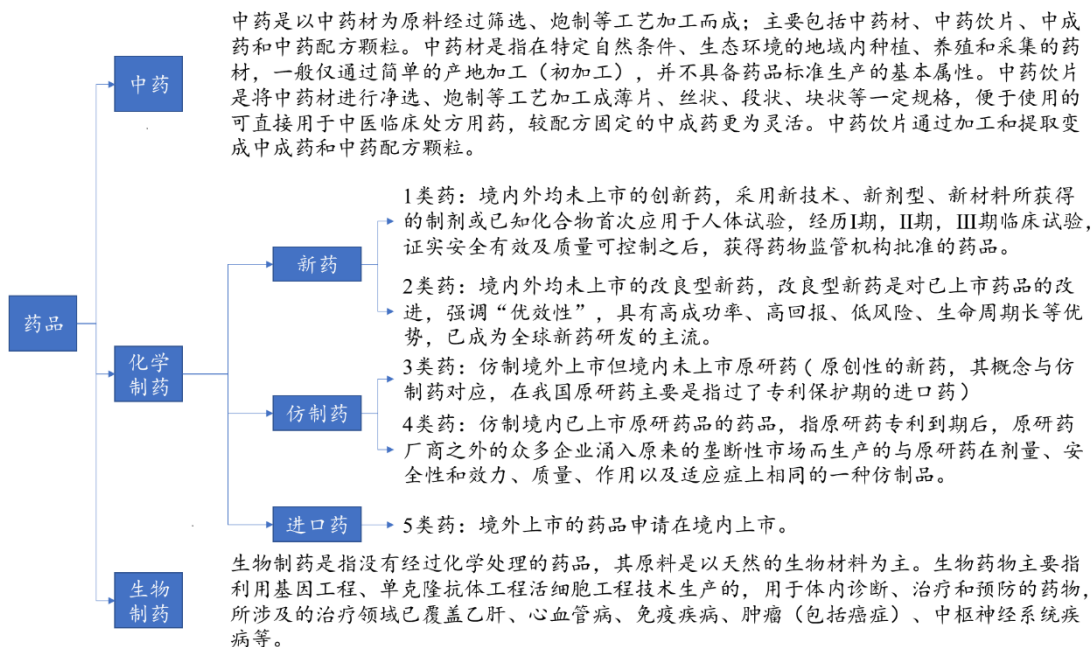 中药是以中药材为原料经过筛选、炮制等工艺加工而成；主要包括中药材、中药饮片、中成
药和中药配方颗粒。中药材是指在特定自然条件、生态环境的地域内种植、养殖和采集的药
材，一般仅通过简单的产地加工（初加工），并不具备药品标准生产的基本属性。中药饮片
是将中药材进行净选、炮制等工艺加工成薄片、丝状、段状、块状等一定规格，便于使用的
可直接用于中医临床处方用药，较配方固定的中成药更为灵活。中药饮片通过加工和提取变
成中成药和中药配方颗粒。
中药
1类药：境内外均未上市的创新药，采用新技术、新剂型、新材料所获得
的制剂或已知化合物首次应用于人体试验，经历I期，II期，III期临床试验，
证实安全有效及质量可控制之后，获得药物监管机构批准的药品。
新药
2类药：境内外均未上市的改良型新药，改良型新药是对已上市药品的改
进，强调“优效性”，具有高成功率、高回报、低风险、生命周期长等优
势，已成为全球新药研发的主流。
药品
化学
制药
3类药：仿制境外上市但境内未上市原研药（原创性的新药，其概念与仿
制药对应，在我国原研药主要是指过了专利保护期的进口药）
仿制药
4类药：仿制境内已上市原研药品的药品，指原研药专利到期后，原研药
厂商之外的众多企业涌入原来的垄断性市场而生产的与原研药在剂量、安
全性和效力、质量、作用以及适应症上相同的一种仿制品。
进口药
5类药：境外上市的药品申请在境内上市。
生物
制药
生物制药是指没有经过化学处理的药品，其原料是以天然的生物材料为主。生物药物主要指
利用基因工程、单克隆抗体工程活细胞工程技术生产的，用于体内诊断、治疗和预防的药物，
所涉及的治疗领域已覆盖乙肝、心血管病、免疫疾病、肿瘤（包括癌症）、中枢神经系统疾
病等。